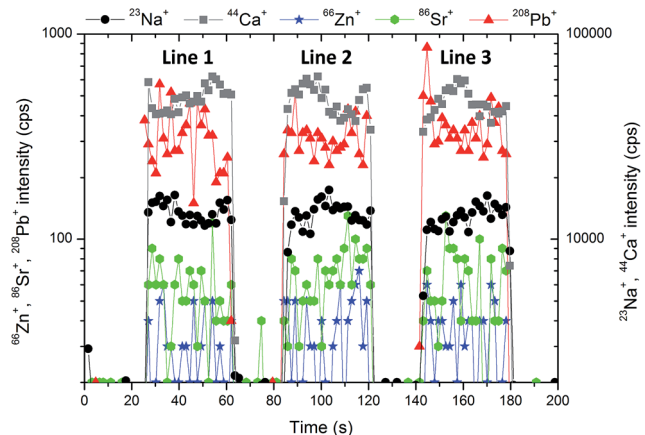 ²³Na⁺ ⁴⁴Ca⁺ ⁶⁶Zn⁺ ⁸⁶Sr⁺ ²⁰⁸Pb⁺
1000 100000
Line 1 Line 2 Line 3
⁶⁶Zn⁺, ⁸⁶Sr⁺, ²⁰⁸Pb⁺ intensity (cps)
²³Na⁺, ⁴⁴Ca⁺ intensity (cps)
100 10000
0 20 40 60 80 100 120 140 160 180 200
Time (s)